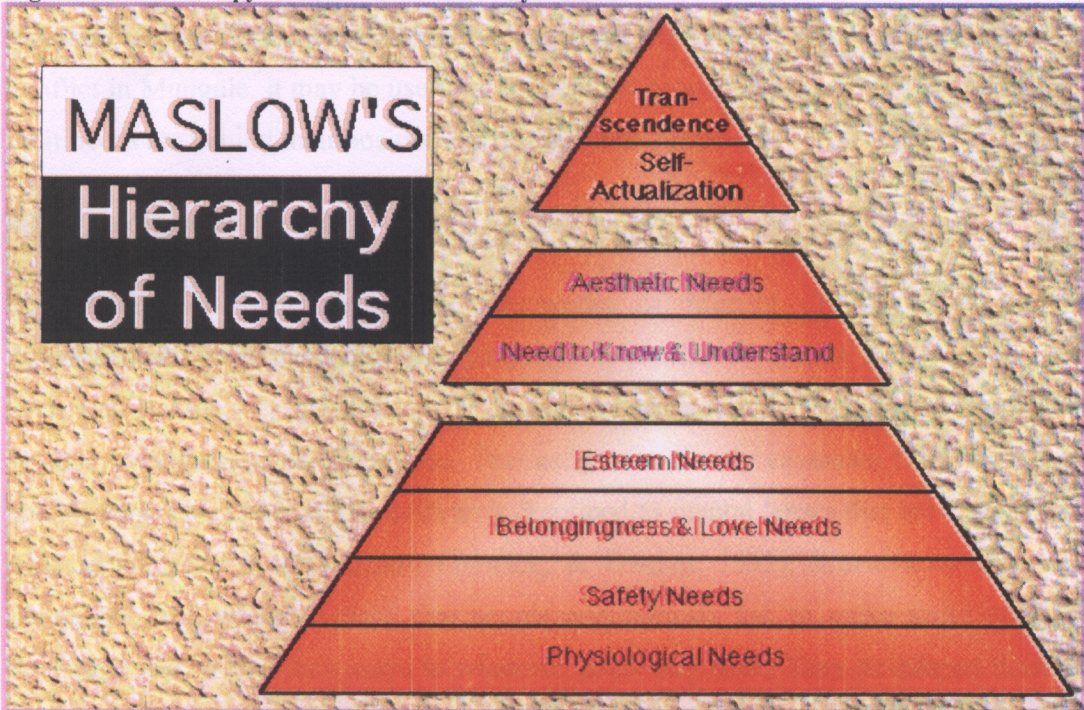 MASLOW'S
Hierarchy
of Needs
Tran-
scendence
Self-
Actualization
Aesthetic Needs
Need to Know & Understand
Esteem Needs
Belongingness & Love Needs
Safety Needs
Physiological Needs